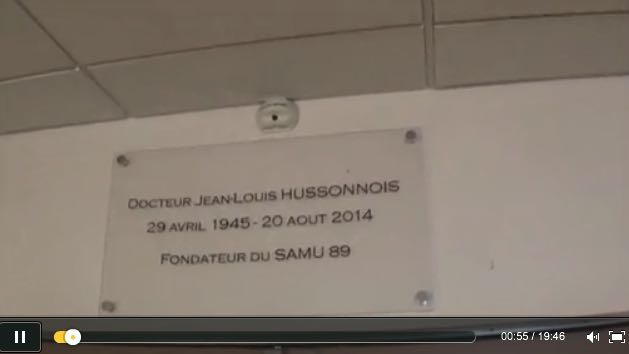 DOCTEUR JEAN-LOUIS HUSSONNOIS
29 AVRIL 1945 - 20 AOUT 2014
FONDATEUR DU SAMU 89
00:55 / 19:46